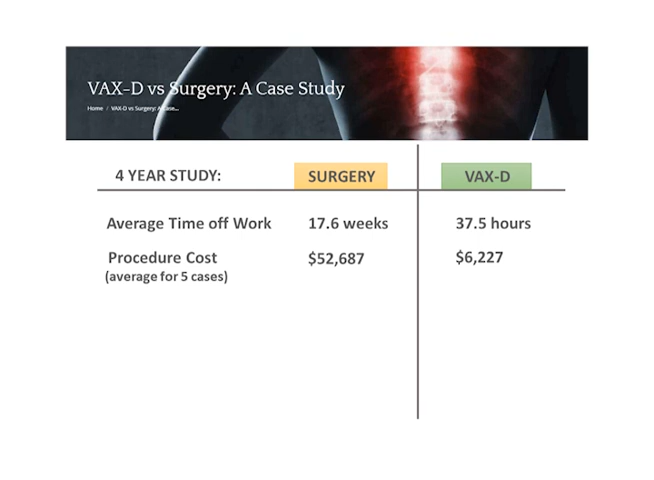 VAX-D vs Surgery: A Case Study
Home / VAX-D vs Surgery: A Case...
4 YEAR STUDY: SURGERY VAX-D
Average Time off Work 17.6 weeks 37.5 hours
Procedure Cost $52,687 $6,227
(average for 5 cases)